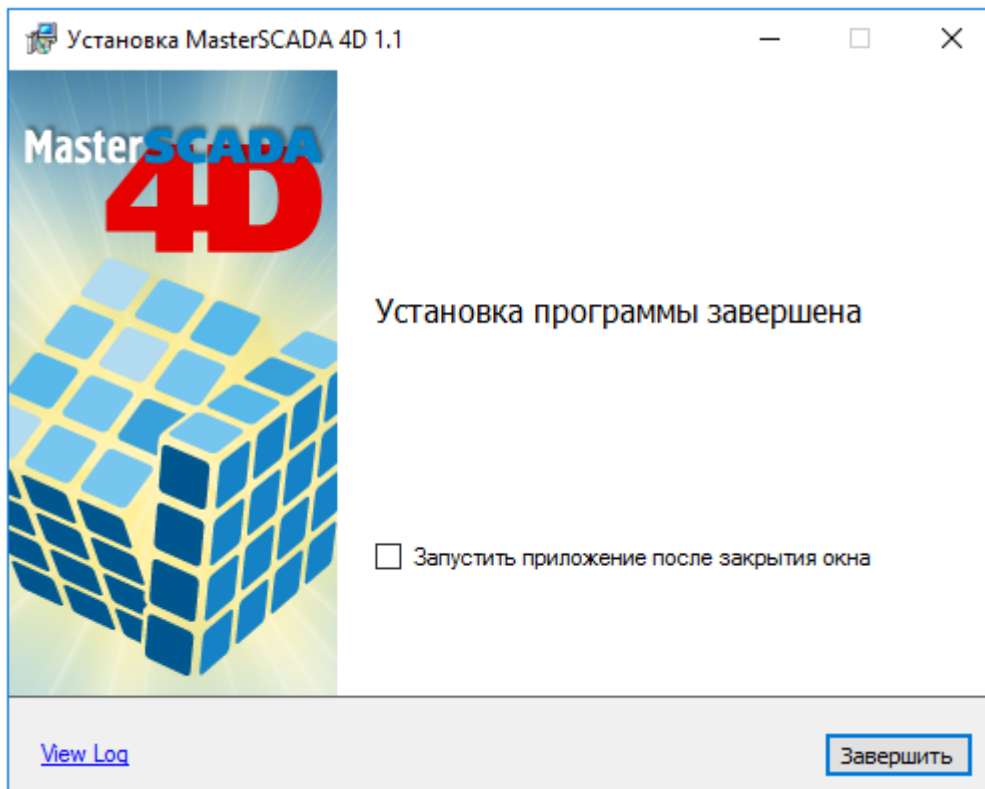 Установка MasterSCADA 4D 1.1
MasterSCADA
4D
Установка программы завершена
Запустить приложение после закрытия окна
View Log
Завершить